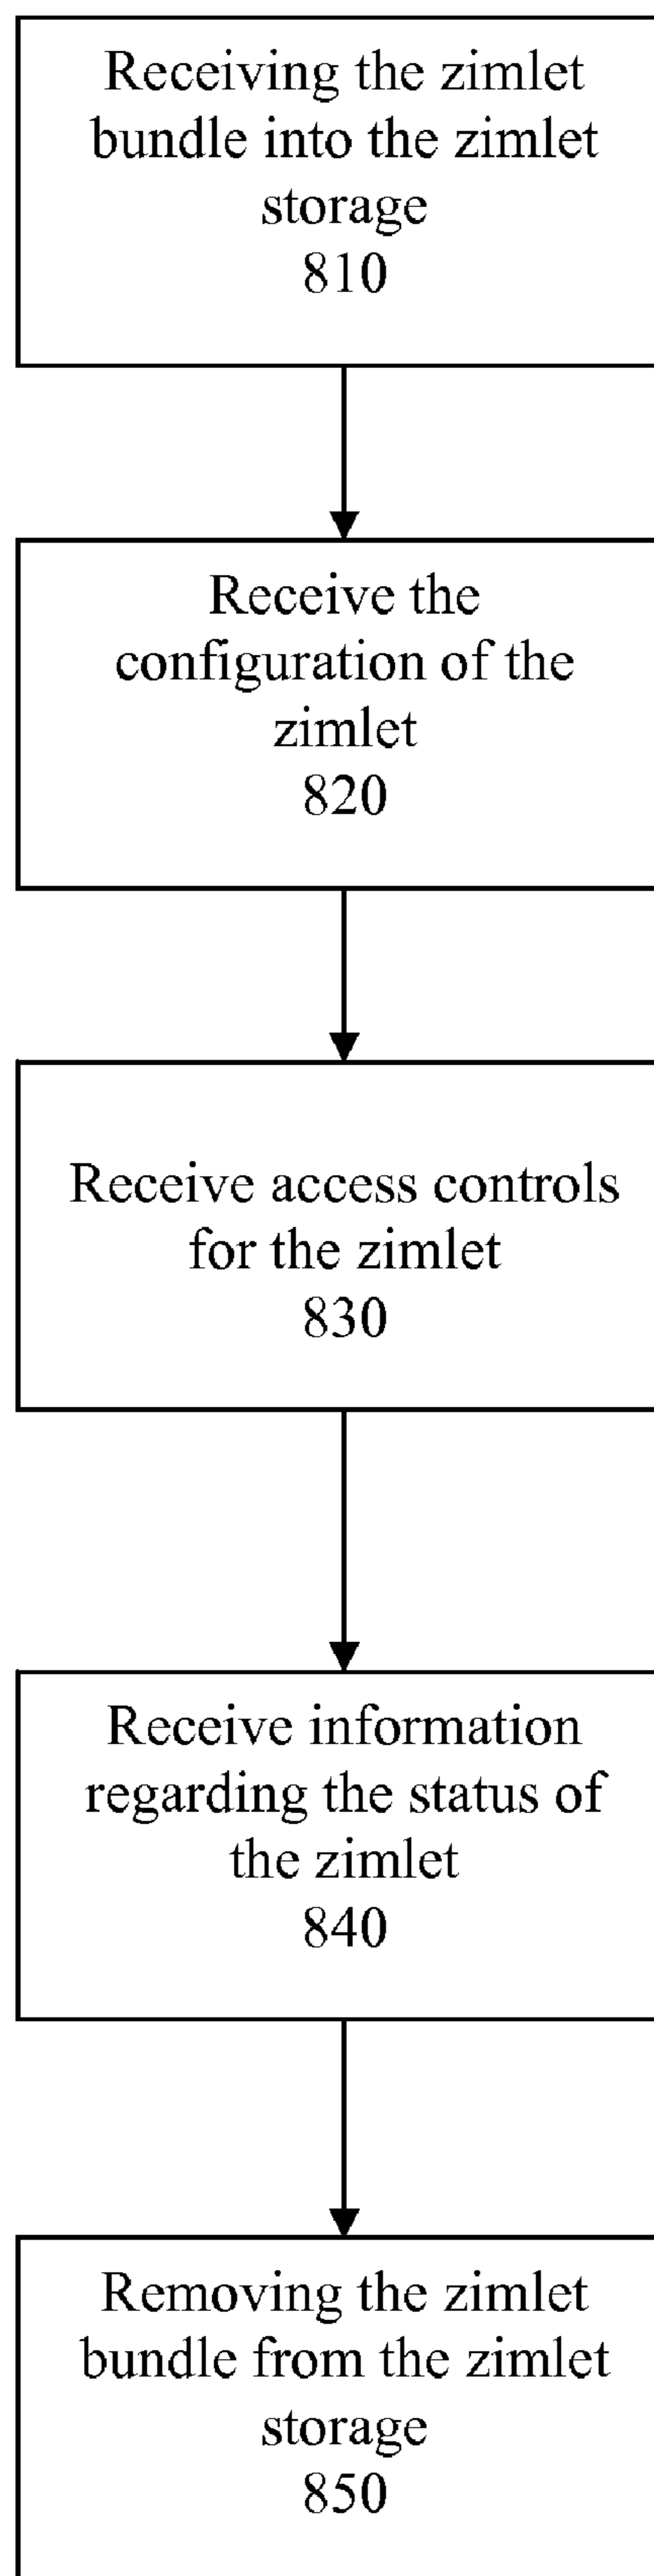 Receiving the zimlet
bundle into the zimlet
storage
810
Receive the
configuration of the
zimlet
820
Receive access controls
for the zimlet
830
Receive information
regarding the status of
the zimlet
840
Removing the zimlet
bundle from the zimlet
storage
850